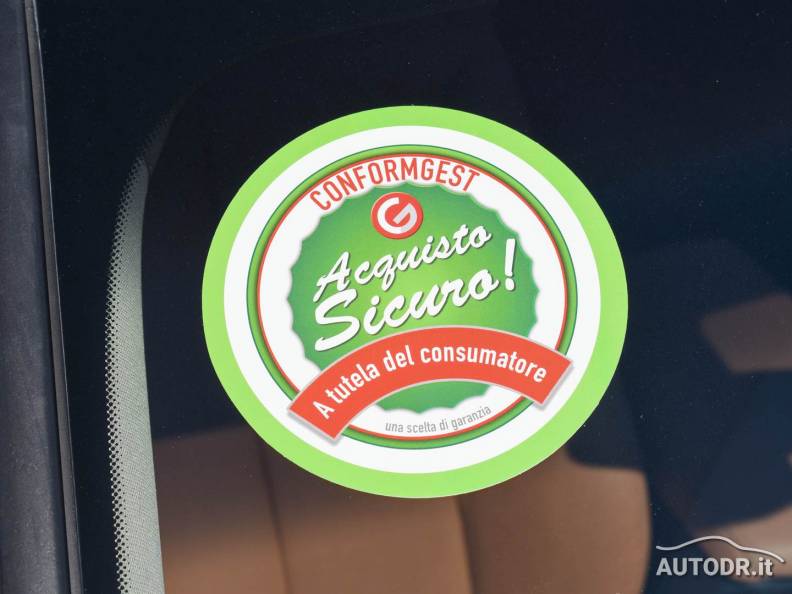 CONFORMGEST
G
Acquisto
Sicuro!
A tutela del consumatore
una scelta di garanzia
AUTODR.it